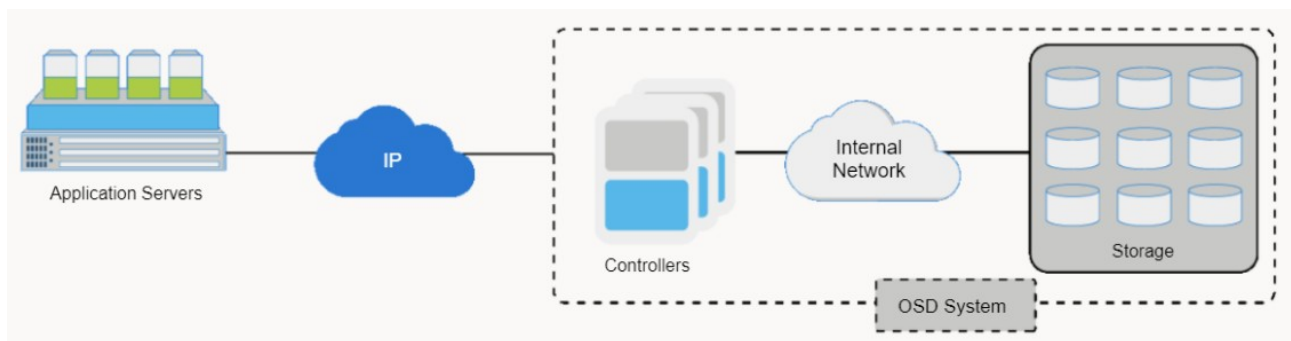 Application Servers
IP
Controllers
Internal
Network
Storage
OSD System